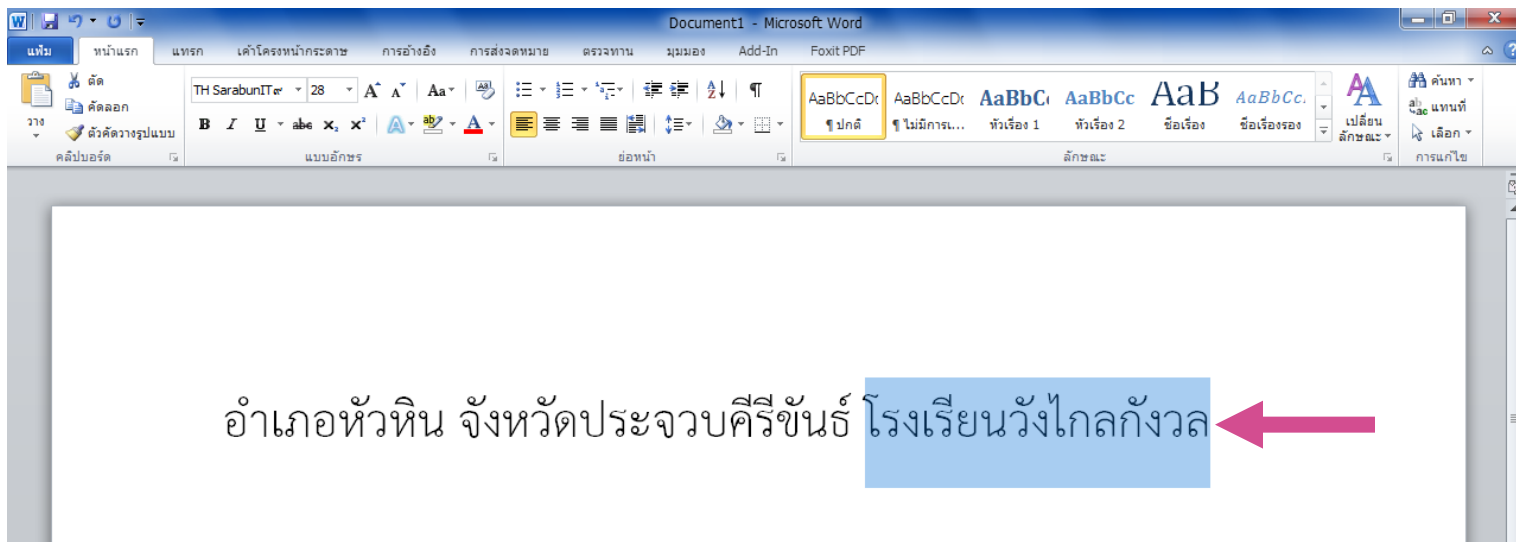 Document1 - Microsoft Word
แฟ้ม หน้าแรก แทรก เค้าโครงหน้ากระดาษ การอ้างอิง การส่งจดหมาย ตรวจทาน มุมมอง Add-In Foxit PDF
วาง
ตัด
คัดลอก
ตัวคัดวางรูปแบบ
คลิปบอร์ด
TH SarabunIT๙ 28 A A Aa
B I U abc x₂ x² A ab A
แบบอักษร
ย่อหน้า
AaBbCcDc AaBbCcDc AaBbC AaBbCc AaB AaBbCc.
¶ ปกติ ¶ ไม่มีการเ... หัวเรื่อง 1 หัวเรื่อง 2 ชื่อเรื่อง ชื่อเรื่องรอง
เปลี่ยน
ลักษณะ
ลักษณะ
ค้นหา
แทนที่
เลือก
การแก้ไข
อำเภอหัวหิน จังหวัดประจวบคีรีขันธ์ โรงเรียนวังไกลกังวล